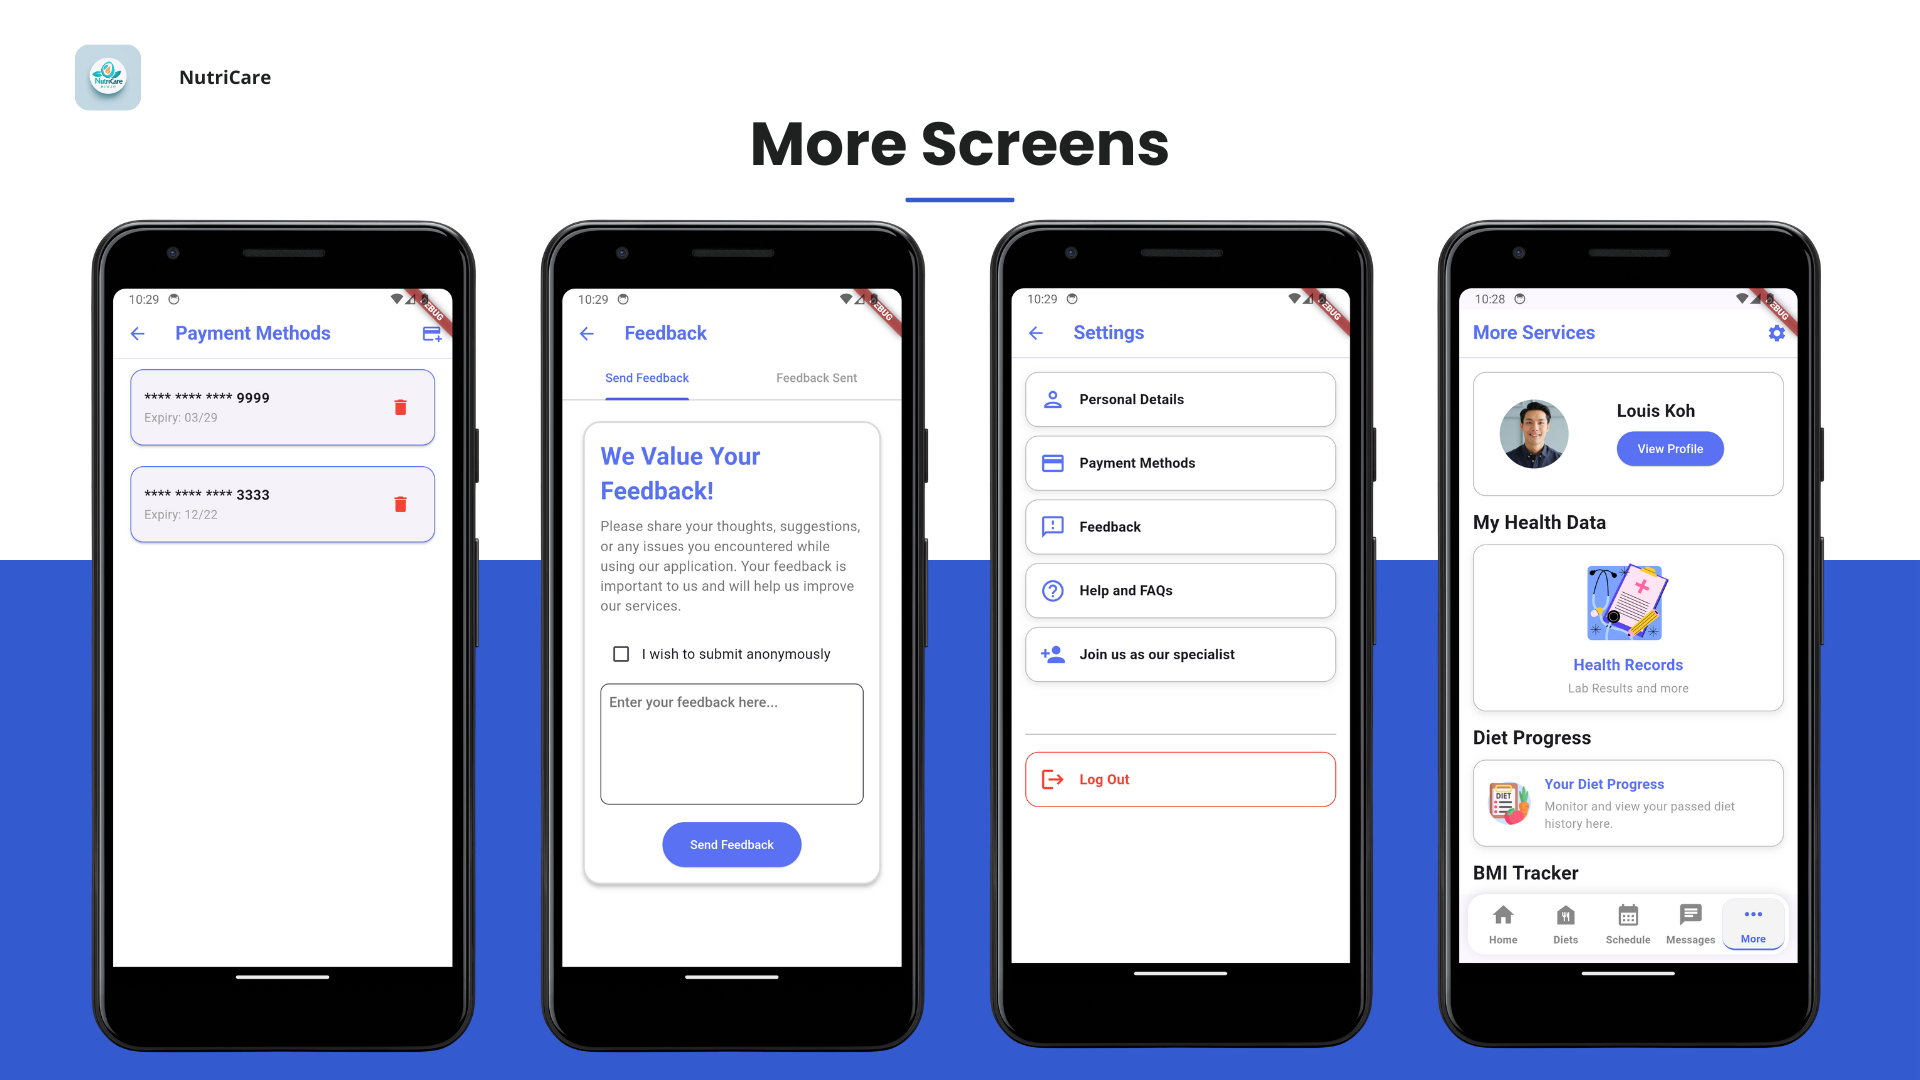 NutriCare
NutriCare
More Screens
10:29
Payment Methods
**** **** **** 9999
Expiry: 03/29
**** **** **** 3333
Expiry: 12/22
10:29
Feedback
Send Feedback
Feedback Sent
We Value Your
Feedback!
Please share your thoughts, suggestions,
or any issues you encountered while
using our application. Your feedback is
important to us and will help us improve
our services.
I wish to submit anonymously
Enter your feedback here...
Send Feedback
10:29
Settings
Personal Details
Payment Methods
Feedback
Help and FAQs
Join us as our specialist
Log Out
10:28
More Services
Louis Koh
View Profile
My Health Data
Health Records
Lab Results and more
Diet Progress
DIET
Your Diet Progress
Monitor and view your passed diet
history here.
BMI Tracker
Home
Diets
Schedule
Messages
More